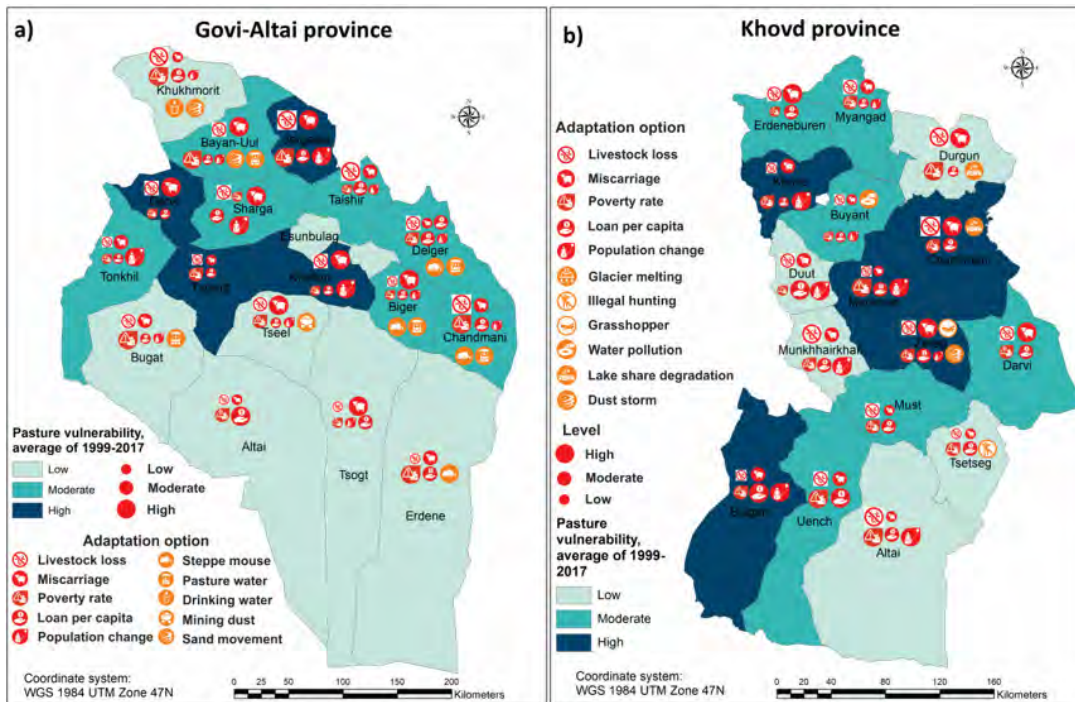 a)
Govi-Altai province
Khukhmorit
Bayan-Uul
Taishir
Sharga
Esunbulag
Delger
Tonkhil
Biger
Tseel
Chandmani
Bugat
Altai
Tsogt
Erdene
Pasture vulnerability,
average of 1999-2017
Low
Moderate
High
Low
Moderate
High
Adaptation option
Livestock loss
Miscarriage
Poverty rate
Loan per capita
Population change
Steppe mouse
Pasture water
Drinking water
Mining dust
Sand movement
Coordinate system:
WGS 1984 UTM Zone 47N
0 50 100 150 200
Kilometers
b)
Khovd province
Erdeneburen
Myangad
Durgun
Buyant
Duut
Munkhhairkhan
Darvi
Must
Tsetseg
Bulgan
Uench
Altai
Adaptation option
Livestock loss
Miscarriage
Poverty rate
Loan per capita
Population change
Glacier melting
Illegal hunting
Grasshopper
Water pollution
Lake share degradation
Dust storm
Level
High
Moderate
Low
Pasture
vulnerability,
average of 1999-
2017
Low
Moderate
High
Coordinate system:
WGS 1984 UTM Zone 47N
0 40 80 120 160
Kilometers